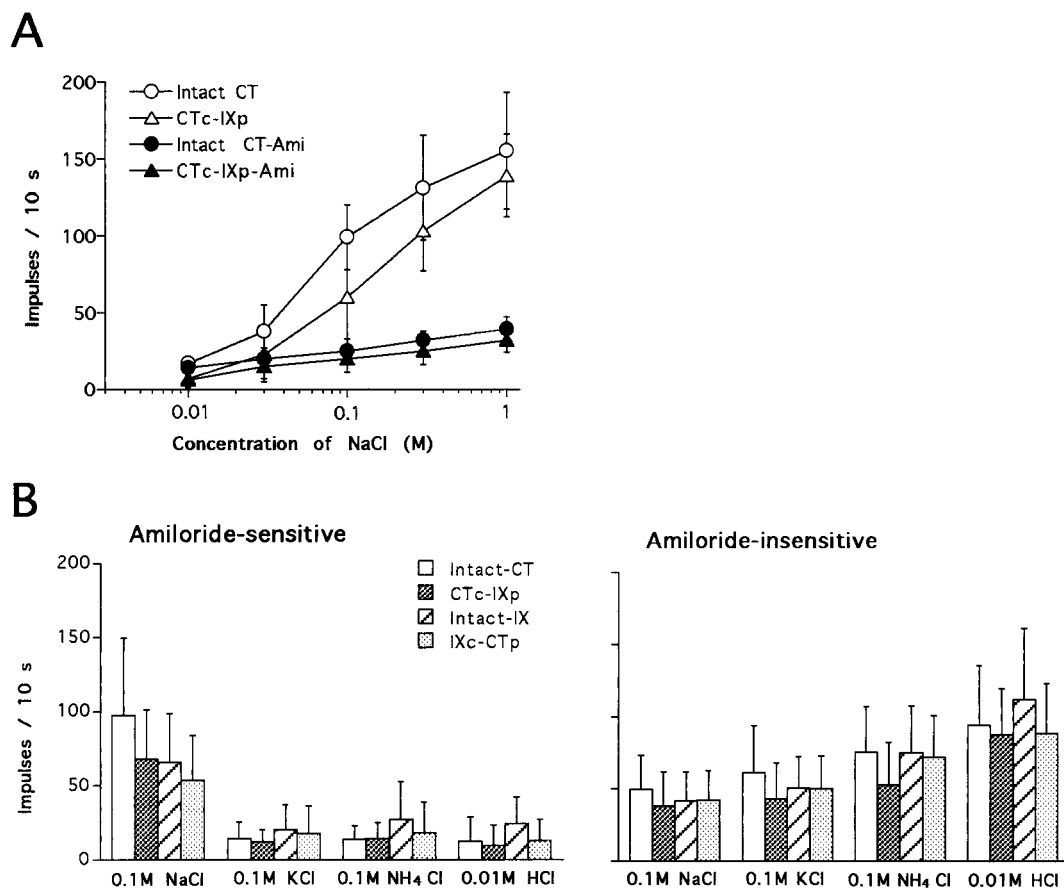 A
200
150
100
50
0
Impulses / 10 s
Intact CT
CTc-IXp
Intact CT-Ami
CTc-IXp-Ami
0.01 0.1 1
Concentration of NaCl (M)
B
Amiloride-sensitive
200
150
100
50
0
Impulses / 10 s
Intact-CT
CTc-IXp
Intact-IX
IXc-CTp
0.1M NaCl 0.1M KCl 0.1M NH4 Cl 0.01M HCl
Amiloride-insensitive
0.1M NaCl 0.1M KCl 0.1M NH4 Cl 0.01M HCl